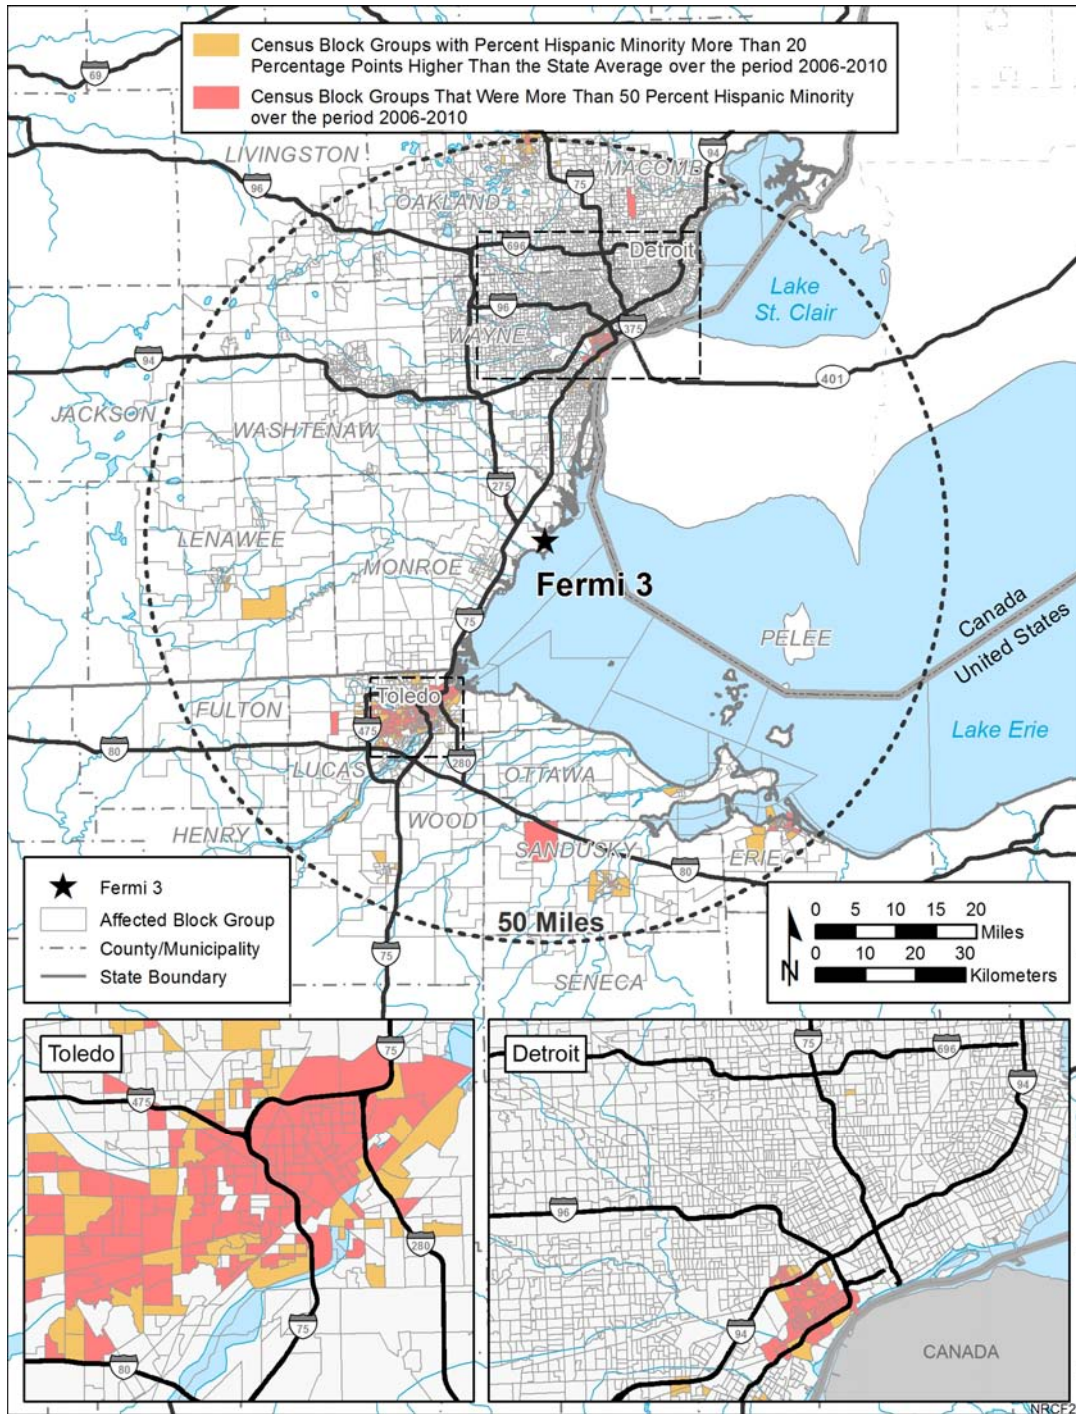 Census Block Groups with Percent Hispanic Minority More Than 20
Percentage Points Higher Than the State Average over the period 2006-2010
Census Block Groups That Were More Than 50 Percent Hispanic Minority
over the period 2006-2010
69
LIVINGSTON
96
OAKLAND
75
MACOMB
94
696
Detroit
Lake
St. Clair
96
WAYNE
375
94
401
JACKSON
WASHTENAW
275
LENAWEE
MONROE
Fermi 3
75
PELEE
Canada
United States
Toledo
FULTON
475
80
LUCAS
280
OTTAWA
Lake Erie
HENRY
WOOD
SANDUSKY
ERIE
80
50 Miles
75
SENECA
Fermi 3
Affected Block Group
County/Municipality
State Boundary
0 5 10 15 20
Miles
0 10 20 30
Kilometers
N
Toledo
75
475
280
75
80
Detroit
75
696
94
96
94
CANADA
NRCF2